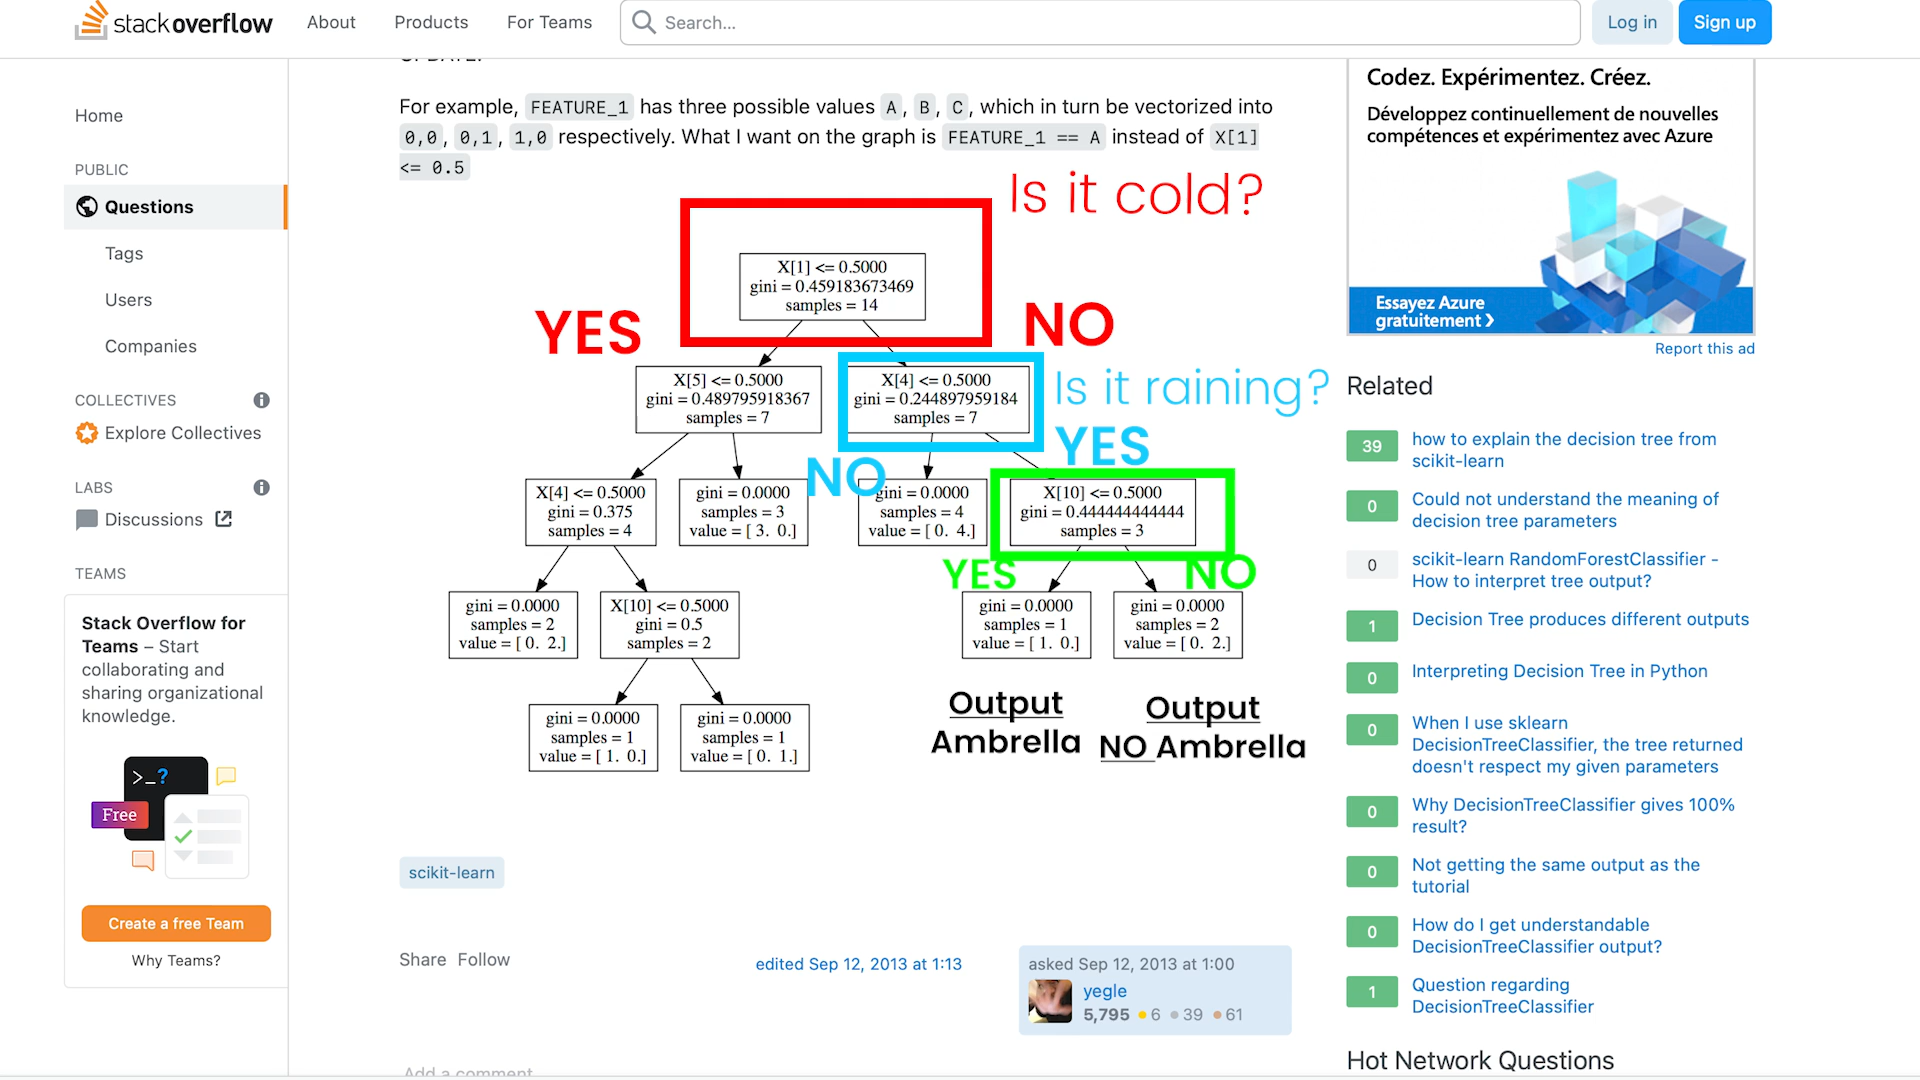 stackoverflow
About
Products
For Teams
Search...
Log in
Sign up
Home
PUBLIC
Questions
Tags
Users
Companies
COLLECTIVES
Explore Collectives
LABS
Discussions
TEAMS
Stack Overflow for
Teams – Start
collaborating and
sharing organizational
knowledge.
>_?
Free
Create a free Team
Why Teams?
UPDATE:
For example, FEATURE_1 has three possible values A, B, C, which in turn be vectorized into
0,0, 0,1, 1,0 respectively. What I want on the graph is FEATURE_1 == A instead of X[1]
<= 0.5
Is it cold?
X[1] <= 0.5000
gini = 0.459183673469
samples = 14
YES
NO
X[5] <= 0.5000
gini = 0.489795918367
samples = 7
X[4] <= 0.5000
gini = 0.244897959184
samples = 7
Is it raining?
YES
NO
X[4] <= 0.5000
gini = 0.375
samples = 4
gini = 0.0000
samples = 3
value = [ 3. 0.]
gini = 0.0000
samples = 4
value = [ 0. 4.]
X[10] <= 0.5000
gini = 0.444444444444
samples = 3
YES
NO
gini = 0.0000
samples = 2
value = [ 0. 2.]
X[10] <= 0.5000
gini = 0.5
samples = 2
gini = 0.0000
samples = 1
value = [ 1. 0.]
gini = 0.0000
samples = 2
value = [ 0. 2.]
gini = 0.0000
samples = 1
value = [ 1. 0.]
gini = 0.0000
samples = 1
value = [ 0. 1.]
Output
Ambrella
Output
NO Ambrella
scikit-learn
Share Follow
edited Sep 12, 2013 at 1:13
asked Sep 12, 2013 at 1:00
yegle
5,795 6 39 61
Add a comment
Codez. Expérimentez. Créez.
Développez continuellement de nouvelles
compétences et expérimentez avec Azure
Essayez Azure
gratuitement ❯
Report this ad
Related
39
how to explain the decision tree from
scikit-learn
0
Could not understand the meaning of
decision tree parameters
0
scikit-learn RandomForestClassifier -
How to interpret tree output?
1
Decision Tree produces different outputs
0
Interpreting Decision Tree in Python
0
When I use sklearn
DecisionTreeClassifier, the tree returned
doesn't respect my given parameters
0
Why DecisionTreeClassifier gives 100%
result?
0
Not getting the same output as the
tutorial
0
How do I get understandable
DecisionTreeClassifier output?
1
Question regarding
DecisionTreeClassifier
Hot Network Questions